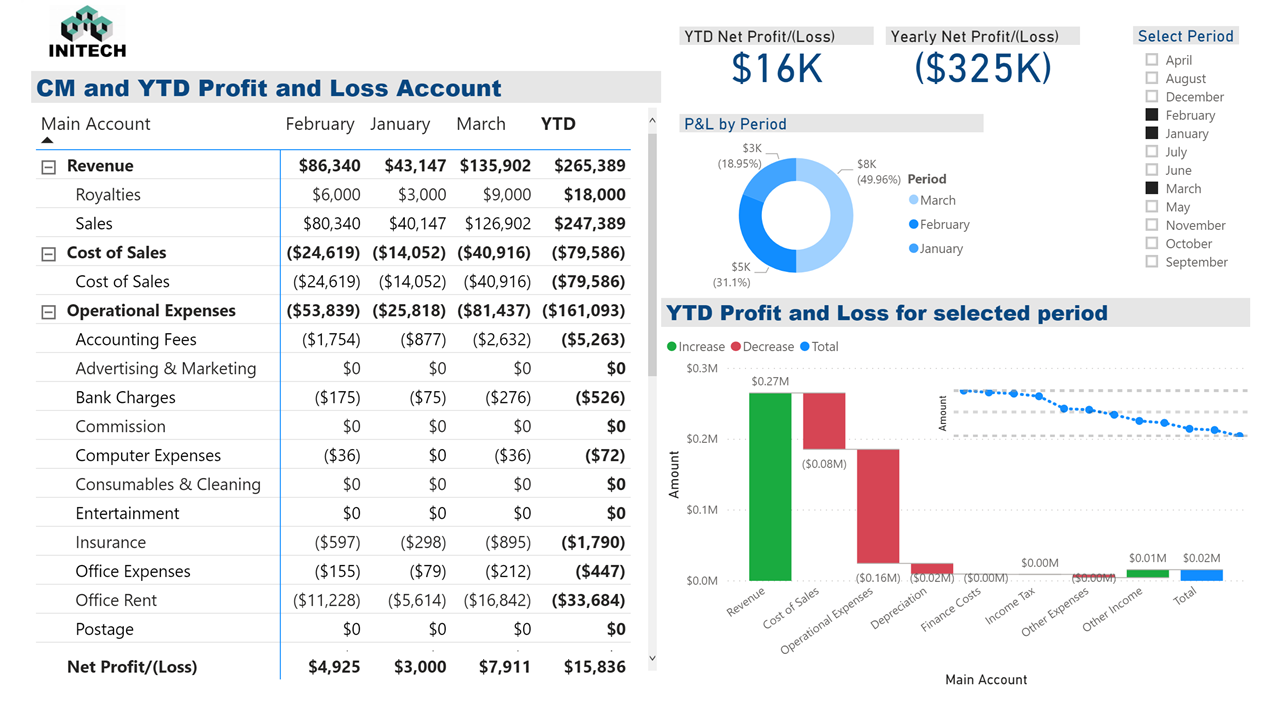 INITECH
CM and YTD Profit and Loss Account
Main Account February January March YTD
Revenue $86,340 $43,147 $135,902 $265,389
Royalties $6,000 $3,000 $9,000 $18,000
Sales $80,340 $40,147 $126,902 $247,389
Cost of Sales ($24,619) ($14,052) ($40,916) ($79,586)
Cost of Sales ($24,619) ($14,052) ($40,916) ($79,586)
Operational Expenses ($53,839) ($25,818) ($81,437) ($161,093)
Accounting Fees ($1,754) ($877) ($2,632) ($5,263)
Advertising & Marketing $0 $0 $0 $0
Bank Charges ($175) ($75) ($276) ($526)
Commission $0 $0 $0 $0
Computer Expenses ($36) $0 ($36) ($72)
Consumables & Cleaning $0 $0 $0 $0
Entertainment $0 $0 $0 $0
Insurance ($597) ($298) ($895) ($1,790)
Office Expenses ($155) ($79) ($212) ($447)
Office Rent ($11,228) ($5,614) ($16,842) ($33,684)
Postage $0 $0 $0 $0
Net Profit/(Loss) $4,925 $3,000 $7,911 $15,836
YTD Net Profit/(Loss)
$16K
Yearly Net Profit/(Loss)
($325K)
P&L by Period
$3K
(18.95%)
$8K
(49.96%)
$5K
(31.1%)
Period
March
February
January
Select Period
April
August
December
February
January
July
June
March
May
November
October
September
YTD Profit and Loss for selected period
Increase Decrease Total
Amount
$0.3M
$0.2M
$0.1M
$0.0M
$0.27M
($0.08M)
($0.16M)
($0.02M)
($0.00M)
$0.00M
($0.00M)
$0.01M
$0.02M
Amount
Revenue
Cost of Sales
Operational Expenses
Depreciation
Finance Costs
Income Tax
Other Expenses
Other Income
Total
Main Account